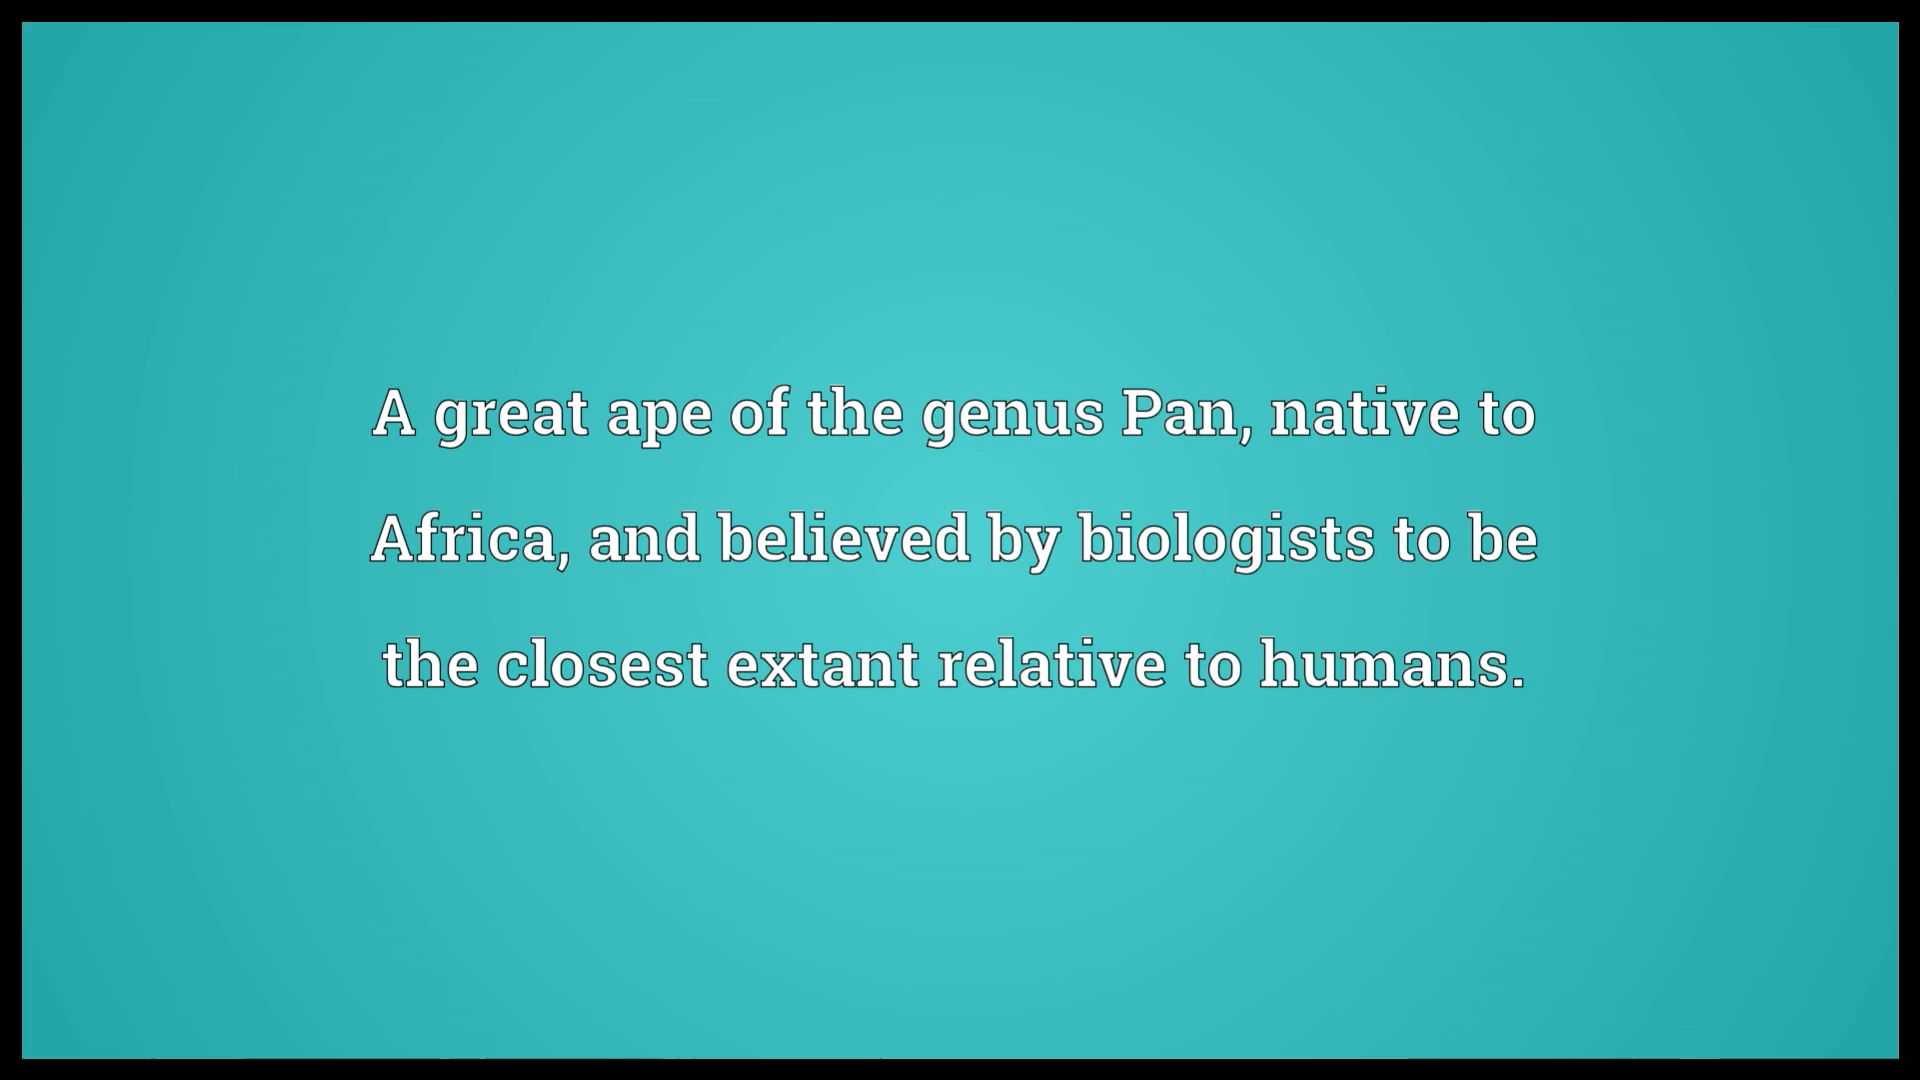 A great ape of the genus Pan, native to
Africa, and believed by biologists to be
the closest extant relative to humans.